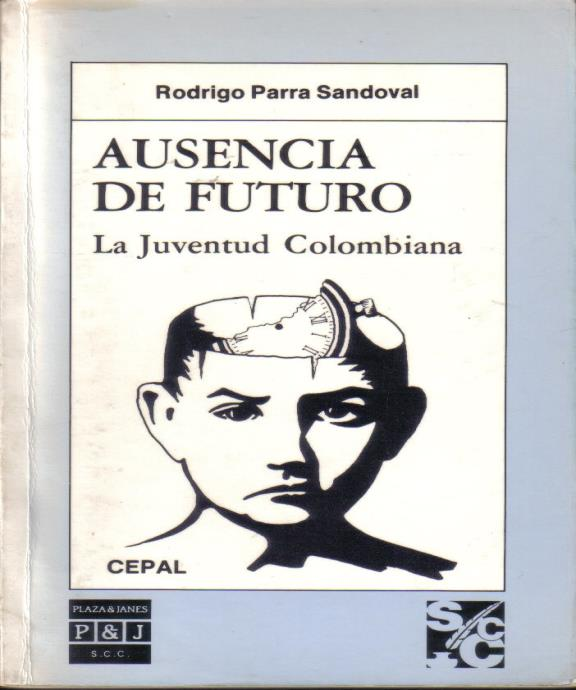 Rodrigo Parra Sandoval
AUSENCIA
DE FUTURO
La Juventud Colombiana
CEPAL
PLAZA & JANES
P & J
S.C.C.
S
C
C